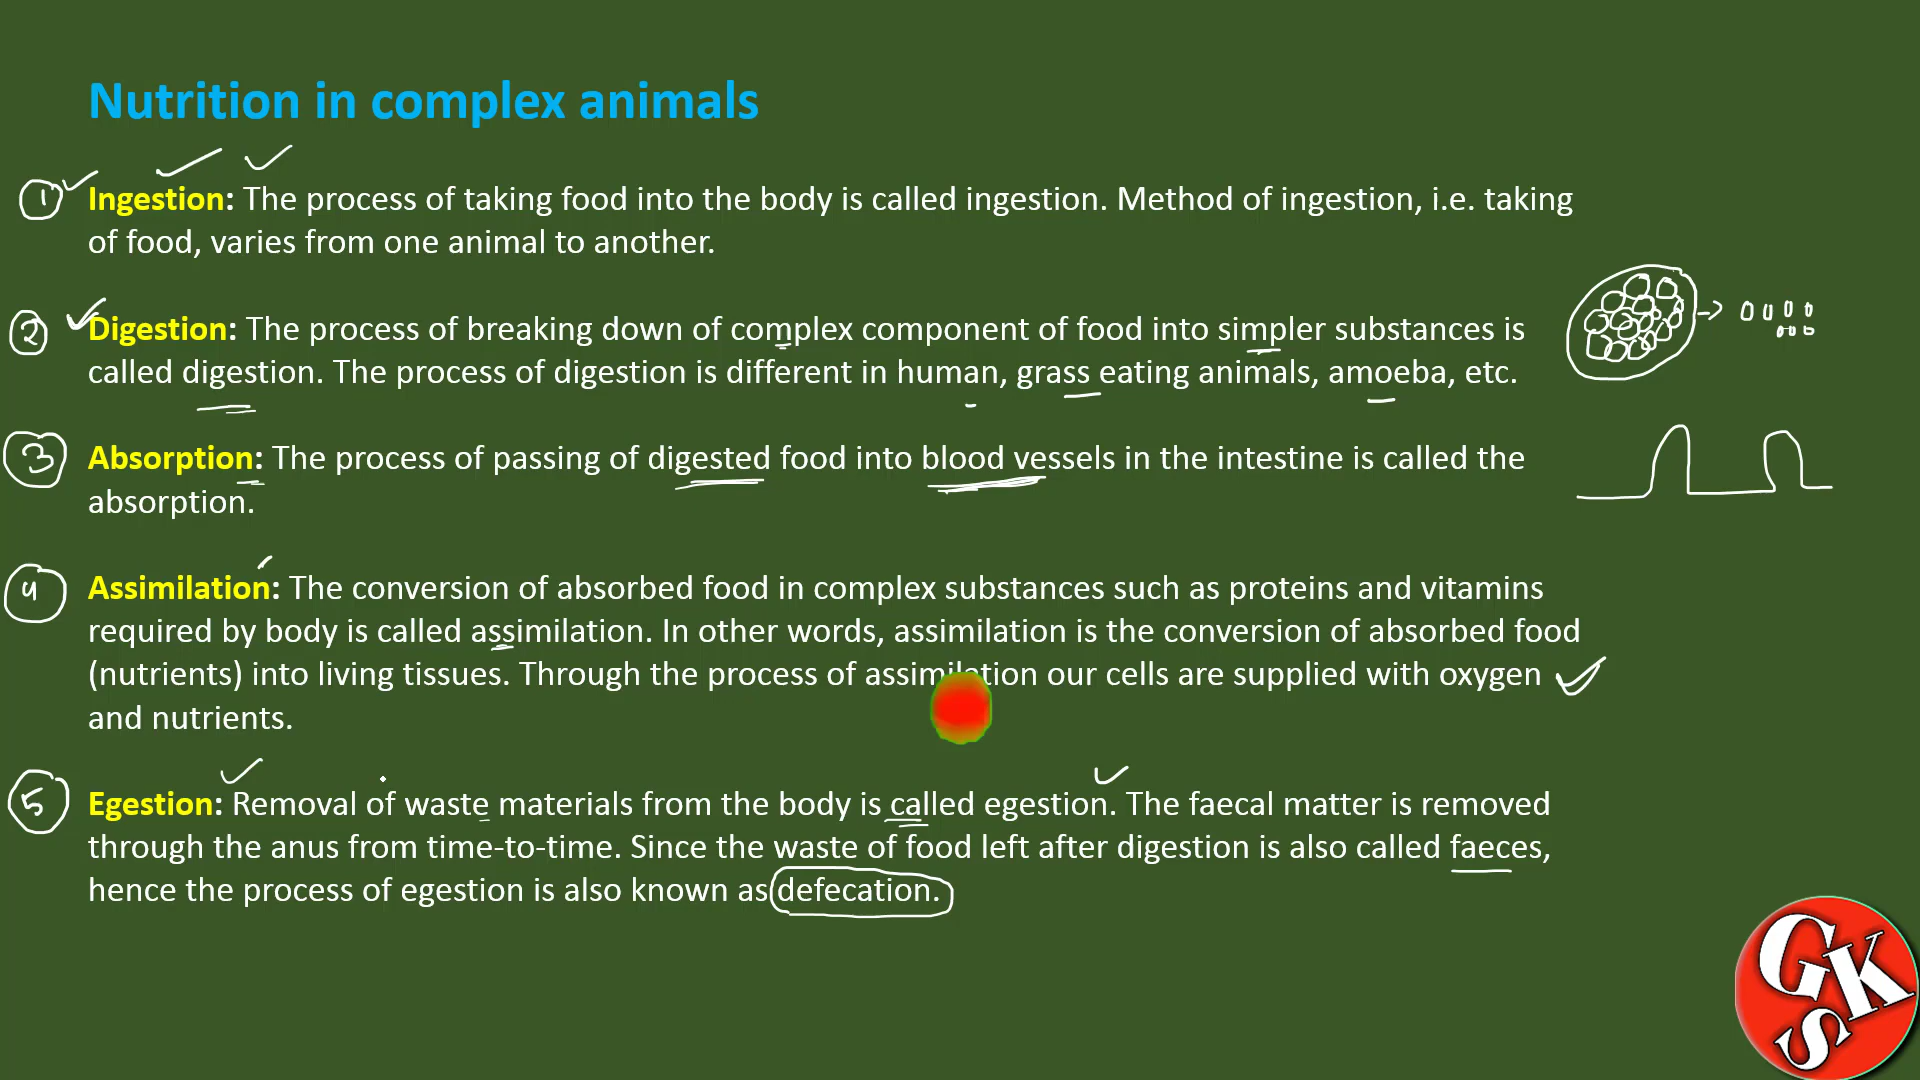 Nutrition in complex animals
1 Ingestion: The process of taking food into the body is called ingestion. Method of ingestion, i.e. taking
of food, varies from one animal to another.
2 Digestion: The process of breaking down of complex component of food into simpler substances is
called digestion. The process of digestion is different in human, grass eating animals, amoeba, etc.
3 Absorption: The process of passing of digested food into blood vessels in the intestine is called the
absorption.
4 Assimilation: The conversion of absorbed food in complex substances such as proteins and vitamins
required by body is called assimilation. In other words, assimilation is the conversion of absorbed food
(nutrients) into living tissues. Through the process of assimilation our cells are supplied with oxygen
and nutrients.
5 Egestion: Removal of waste materials from the body is called egestion. The faecal matter is removed
through the anus from time-to-time. Since the waste of food left after digestion is also called faeces,
hence the process of egestion is also known as defecation.
GKS